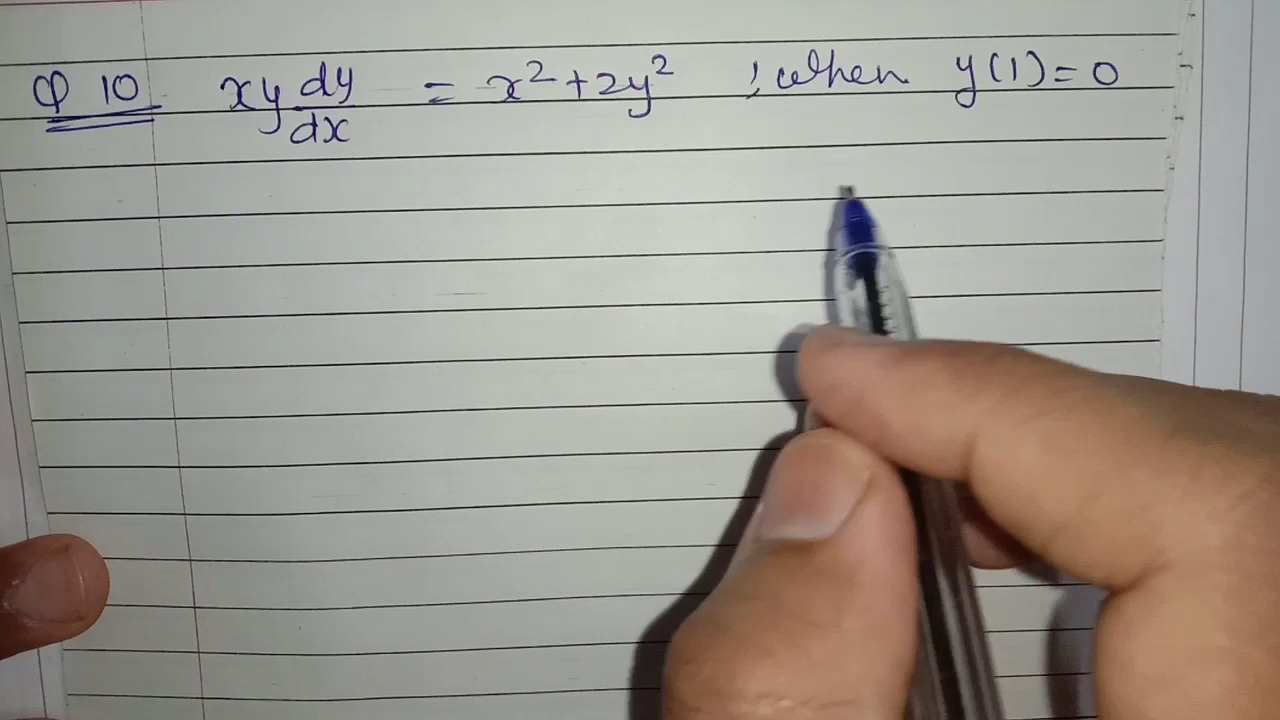 Q 10 xy dy/dx = x² + 2y² ; when y(1) = 0